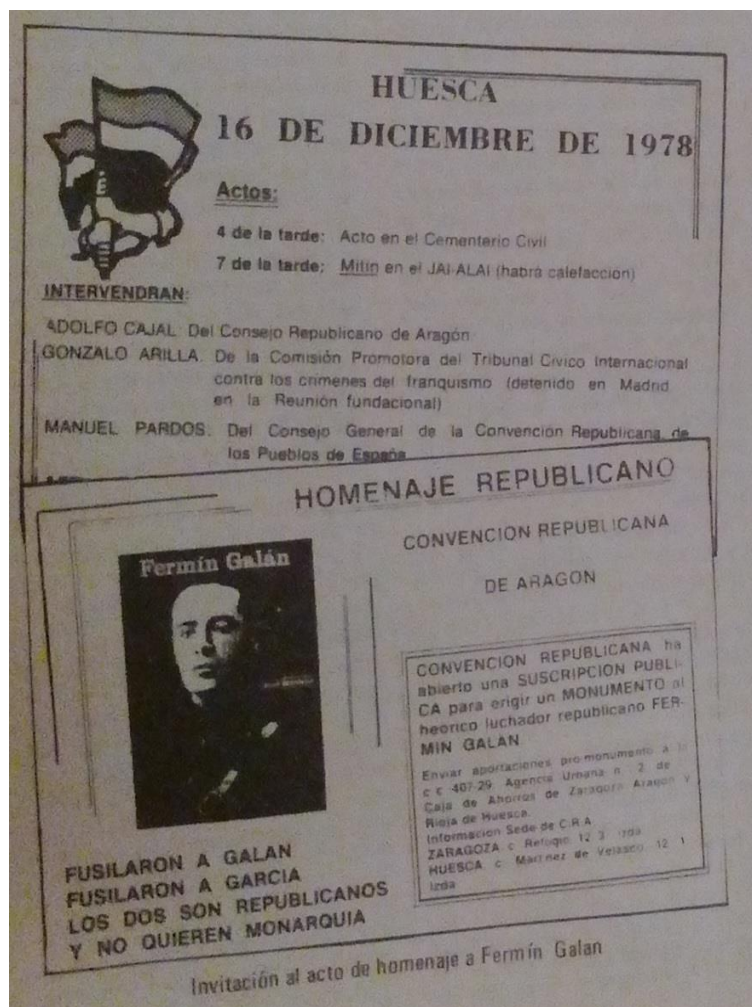 HUESCA
16 DE DICIEMBRE DE 1978
Actos:
4 de la tarde: Acto en el Cementerio Civil
7 de la tarde: Mitin en el JAI-ALAI (habrá calefacción)
INTERVENDRAN:
ADOLFO CAJAL. Del Consejo Republicano de Aragón
GONZALO ARILLA. De la Comisión Promotora del Tribunal Cívico Internacional
contra los crímenes del franquismo (detenido en Madrid
en la Reunión fundacional)
MANUEL PARDOS. Del Consejo General de la Convención Republicana de
los Pueblos de España
HOMENAJE REPUBLICANO
Fermín Galán
CONVENCION REPUBLICANA
DE ARAGON
CONVENCION REPUBLICANA ha
abierto una SUSCRIPCION PUBLI-
CA para erigir un MONUMENTO al
heorico luchador republicano FER-
MIN GALAN
Enviar aportaciones pro-monumento a la
c c 407-29 Agencia Urbana n. 2 de
Caja de Ahorros de Zaragoza Aragon y
Rioja de Huesca.
Informacion Sede de C.R.A.
ZARAGOZA c Refugio 12 3 Izda
HUESCA c Martinez de Velasco 12 1
Izda
FUSILARON A GALAN
FUSILARON A GARCIA
LOS DOS SON REPUBLICANOS
Y NO QUIEREN MONARQUIA
Invitación al acto de homenaje a Fermín Galan